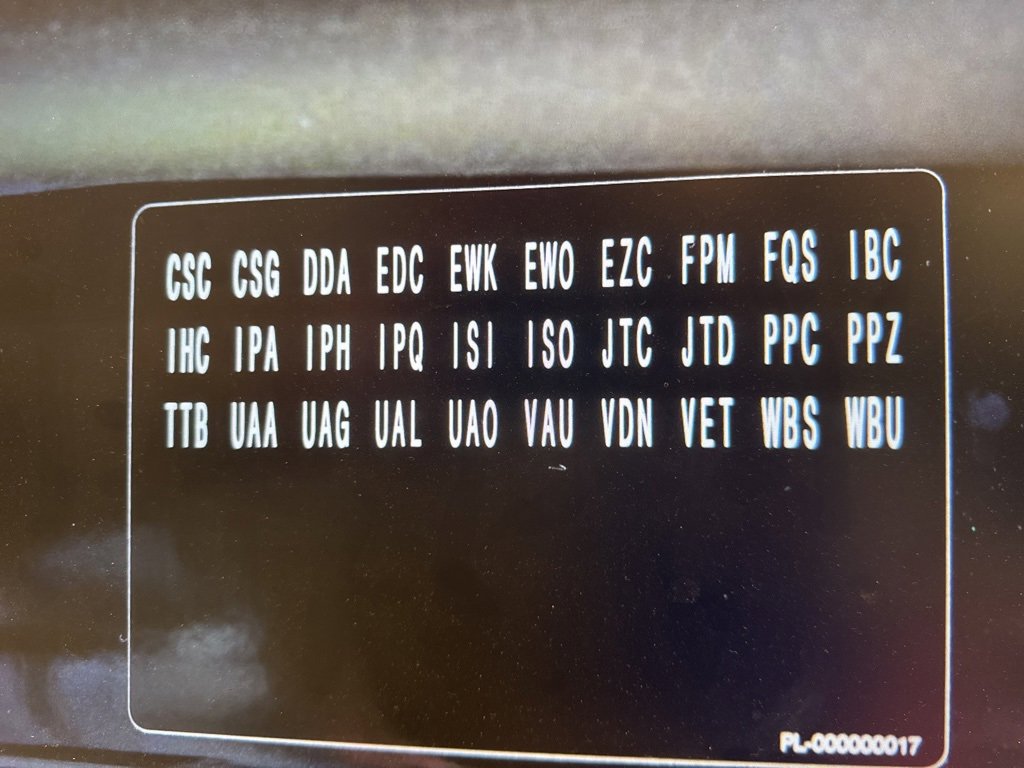 CSC CSG DDA EDC EWK EWO EZC FPM FQS IBC
IHC IPA IPH IPQ ISI ISO JTC JTD PPC PPZ
TTB UAA UAG UAL UAO VAU VDN VET WBS WBU
PL-000000017